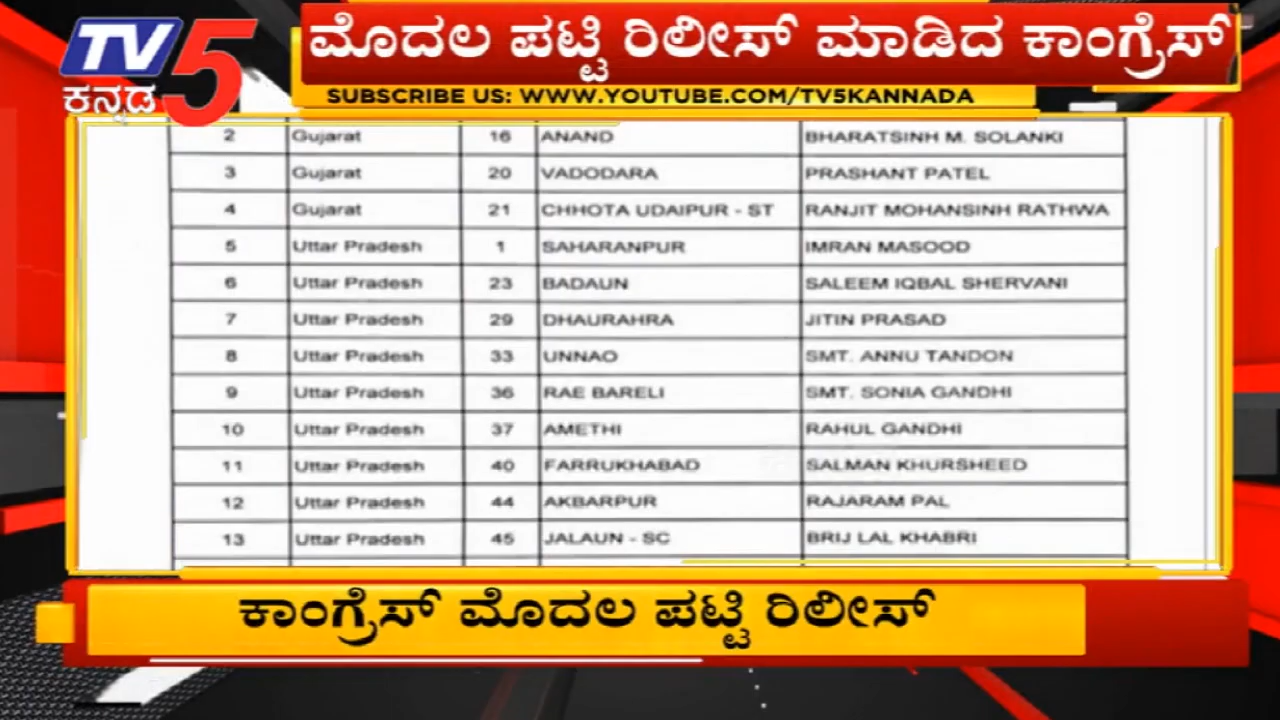 TV5
ಕನ್ನಡ
ಮೊದಲ ಪಟ್ಟಿ ರಿಲೀಸ್ ಮಾಡಿದ ಕಾಂಗ್ರೆಸ್
SUBSCRIBE US: WWW.YOUTUBE.COM/TV5KANNADA
2 Gujarat 16 ANAND BHARATSINH M. SOLANKI
3 Gujarat 20 VADODARA PRASHANT PATEL
4 Gujarat 21 CHHOTA UDAIPUR - ST RANJIT MOHANSINH RATHWA
5 Uttar Pradesh 1 SAHARANPUR IMRAN MASOOD
6 Uttar Pradesh 23 BADAUN SALEEM IQBAL SHERVANI
7 Uttar Pradesh 29 DHAURAHRA JITIN PRASAD
8 Uttar Pradesh 33 UNNAO SMT. ANNU TANDON
9 Uttar Pradesh 36 RAE BARELI SMT. SONIA GANDHI
10 Uttar Pradesh 37 AMETHI RAHUL GANDHI
11 Uttar Pradesh 40 FARRUKHABAD SALMAN KHURSHEED
12 Uttar Pradesh 44 AKBARPUR RAJARAM PAL
13 Uttar Pradesh 45 JALAUN - SC BRIJ LAL KHABRI
ಕಾಂಗ್ರೆಸ್ ಮೊದಲ ಪಟ್ಟಿ ರಿಲೀಸ್